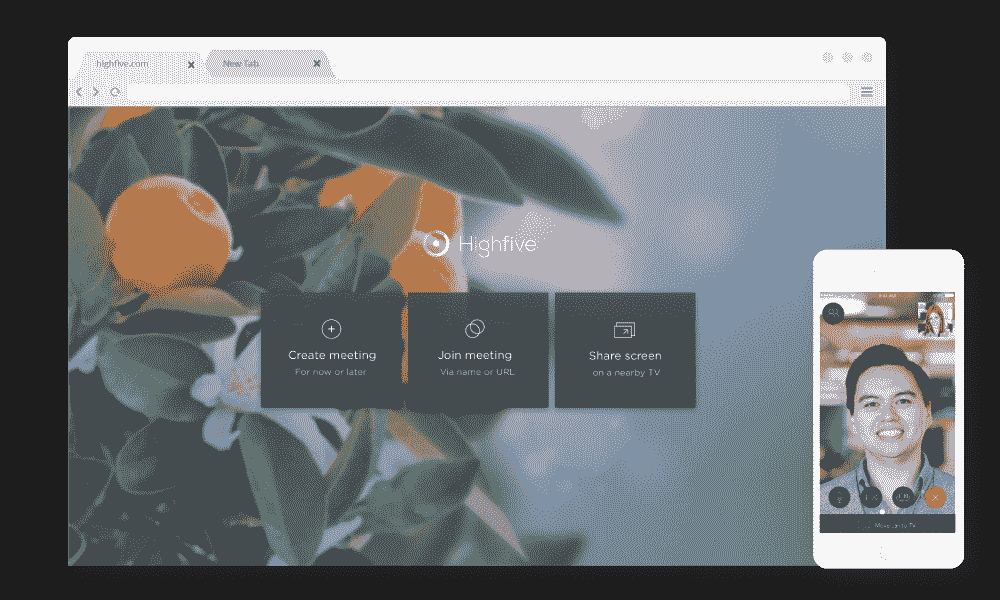 highfive.com
New Tab
Highfive
Create meeting
For now or later
Join meeting
Via name or URL
Share screen
on a nearby TV
Move call to TV